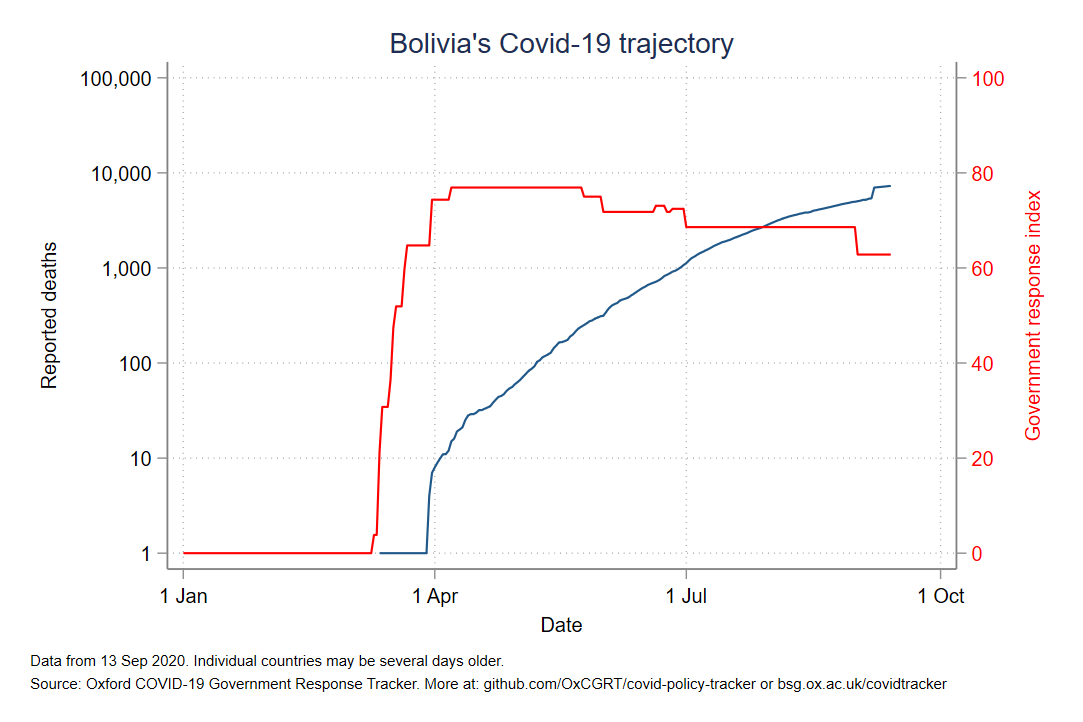 Bolivia's Covid-19 trajectory
100,000
10,000
1,000
100
10
1
Reported deaths
100
80
60
40
20
0
Government response index
1 Jan
1 Apr
1 Jul
1 Oct
Date
Data from 13 Sep 2020. Individual countries may be several days older.
Source: Oxford COVID-19 Government Response Tracker. More at: github.com/OxCGRT/covid-policy-tracker or bsg.ox.ac.uk/covidtracker